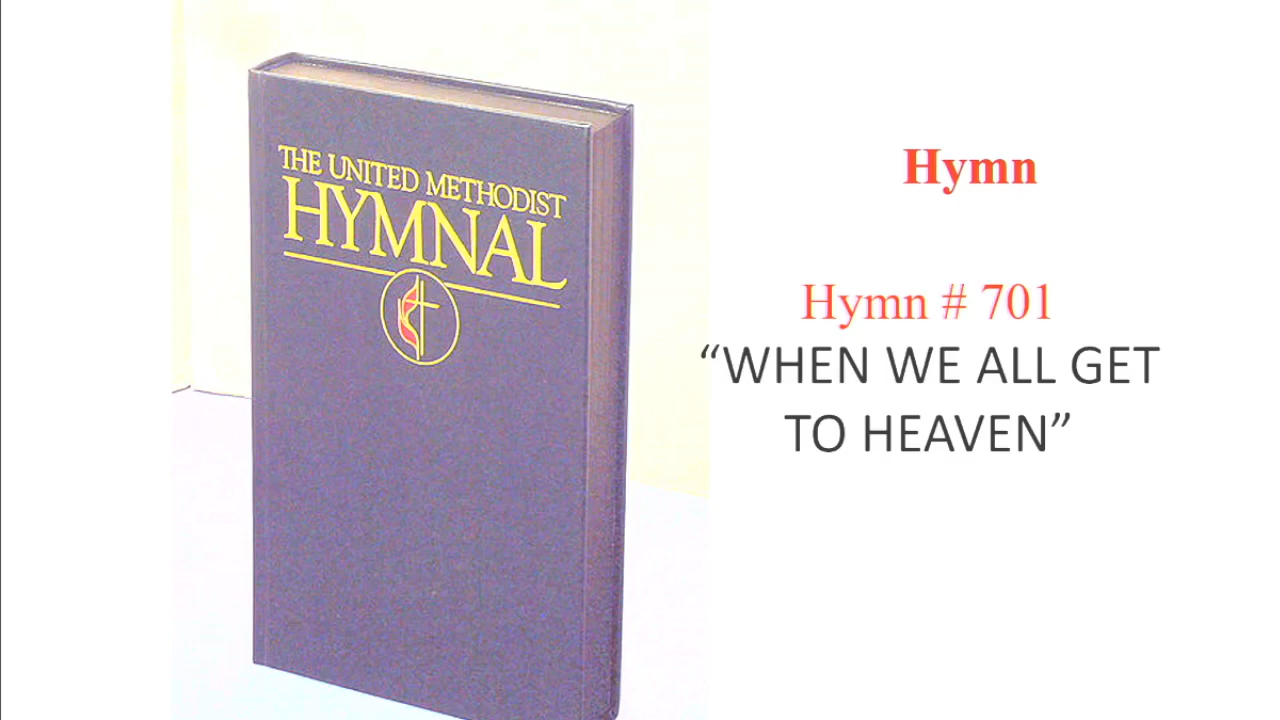 THE UNITED METHODIST
HYMNAL
Hymn
Hymn # 701
“WHEN WE ALL GET
TO HEAVEN”